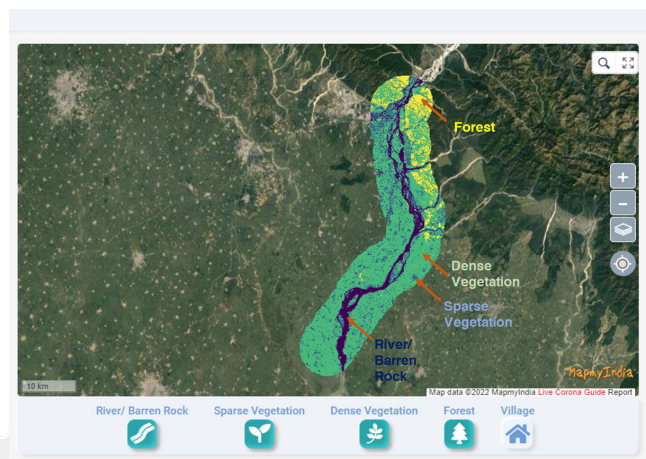 Forest
Dense
Vegetation
Sparse
Vegetation
River/
Barren
Rock
MapmyIndia
10 km
Map data ©2022 MapmyIndia Live Corona Guide Report
River/ Barren Rock
Sparse Vegetation
Dense Vegetation
Forest
Village